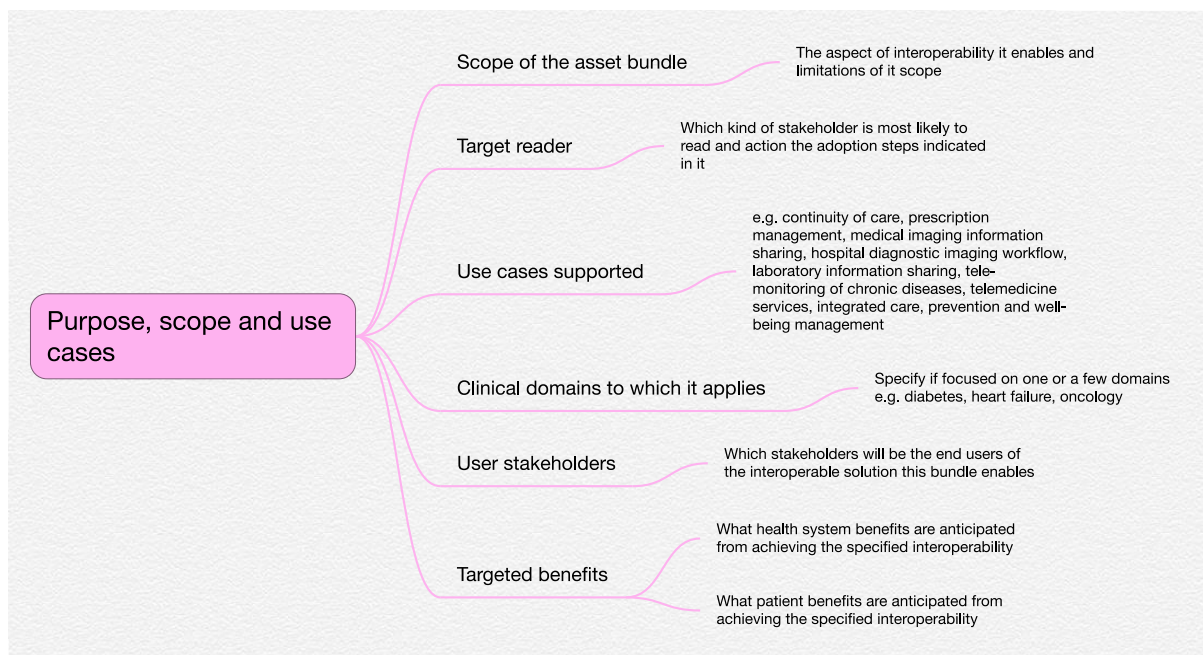 Purpose, scope and use
cases
Scope of the asset bundle
The aspect of interoperability it enables and
limitations of it scope
Target reader
Which kind of stakeholder is most likely to
read and action the adoption steps indicated
in it
Use cases supported
e.g. continuity of care, prescription
management, medical imaging information
sharing, hospital diagnostic imaging workflow,
laboratory information sharing, tele-
monitoring of chronic diseases, telemedicine
services, integrated care, prevention and well-
being management
Clinical domains to which it applies
Specify if focused on one or a few domains
e.g. diabetes, heart failure, oncology
User stakeholders
Which stakeholders will be the end users of
the interoperable solution this bundle enables
Targeted benefits
What health system benefits are anticipated
from achieving the specified interoperability
What patient benefits are anticipated from
achieving the specified interoperability